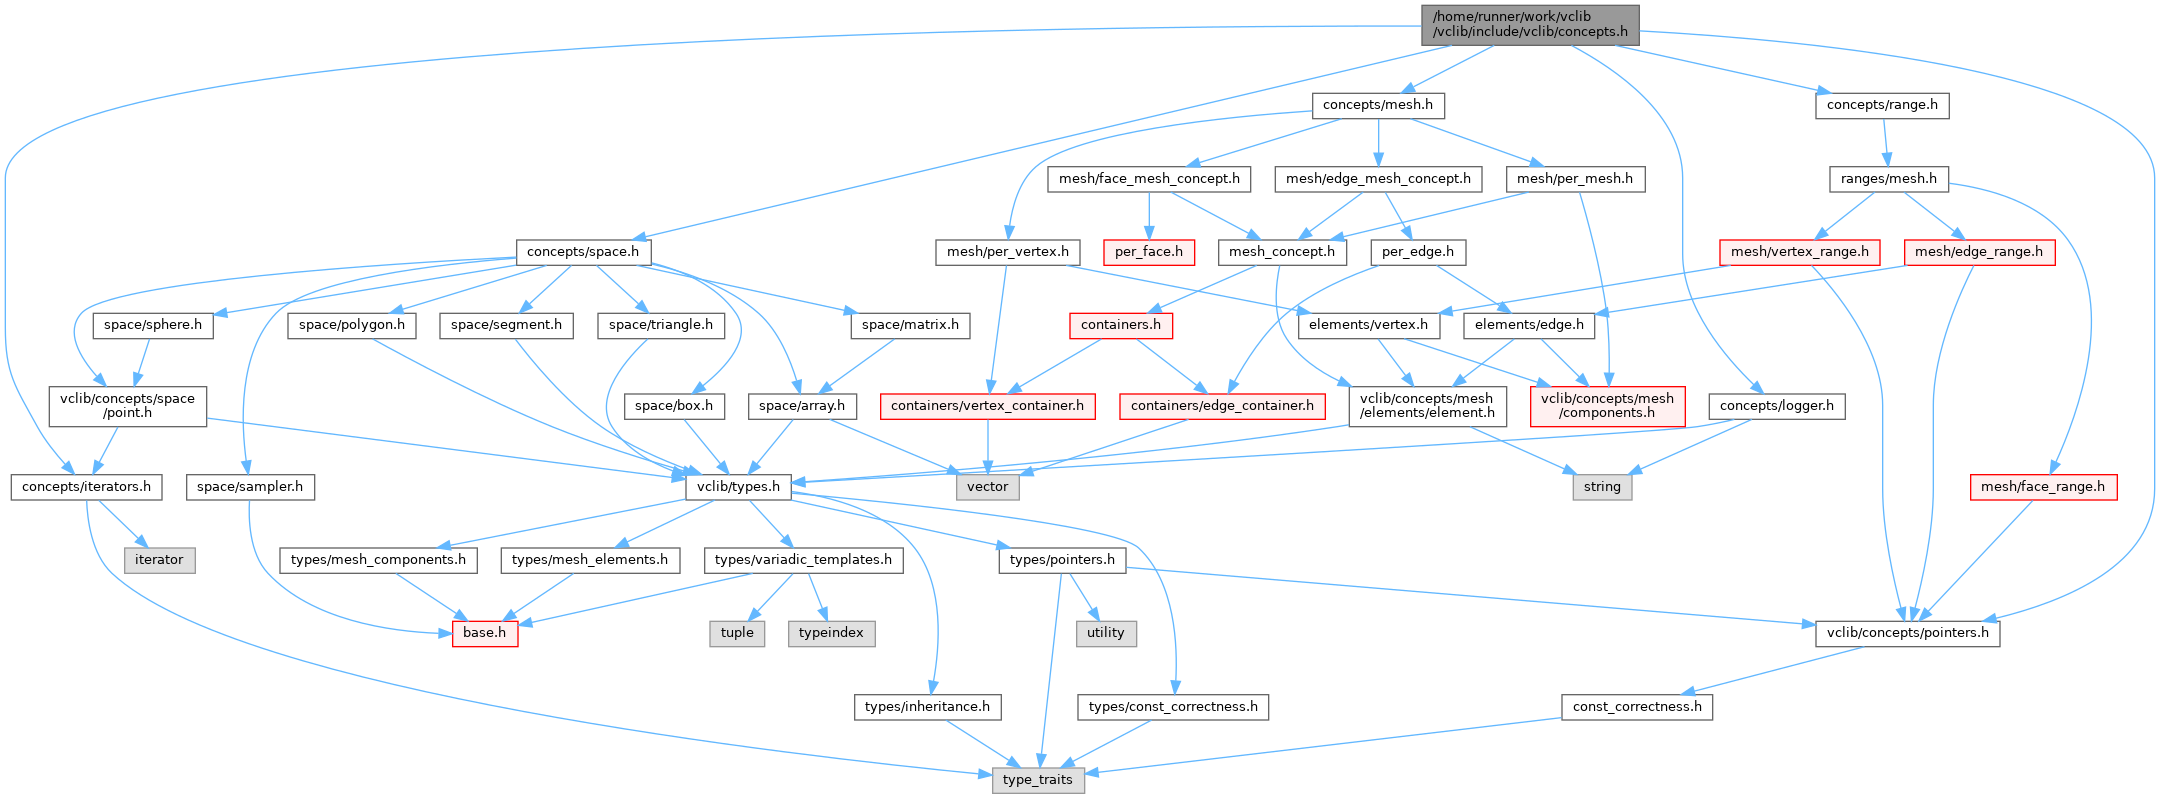 /home/runner/work/vclib
/vclib/include/vclib/concepts.h
concepts/mesh.h
concepts/range.h
mesh/face_mesh_concept.h
mesh/edge_mesh_concept.h
mesh/per_mesh.h
ranges/mesh.h
concepts/space.h
mesh/per_vertex.h
per_face.h
mesh_concept.h
per_edge.h
mesh/vertex_range.h
mesh/edge_range.h
space/sphere.h
space/polygon.h
space/segment.h
space/triangle.h
space/matrix.h
containers.h
elements/vertex.h
elements/edge.h
vclib/concepts/space
/point.h
space/box.h
space/array.h
containers/vertex_container.h
containers/edge_container.h
vclib/concepts/mesh
/elements/element.h
vclib/concepts/mesh
/components.h
concepts/logger.h
concepts/iterators.h
space/sampler.h
vclib/types.h
vector
string
mesh/face_range.h
iterator
types/mesh_components.h
types/mesh_elements.h
types/variadic_templates.h
types/pointers.h
base.h
tuple
typeindex
utility
vclib/concepts/pointers.h
types/inheritance.h
types/const_correctness.h
const_correctness.h
type_traits